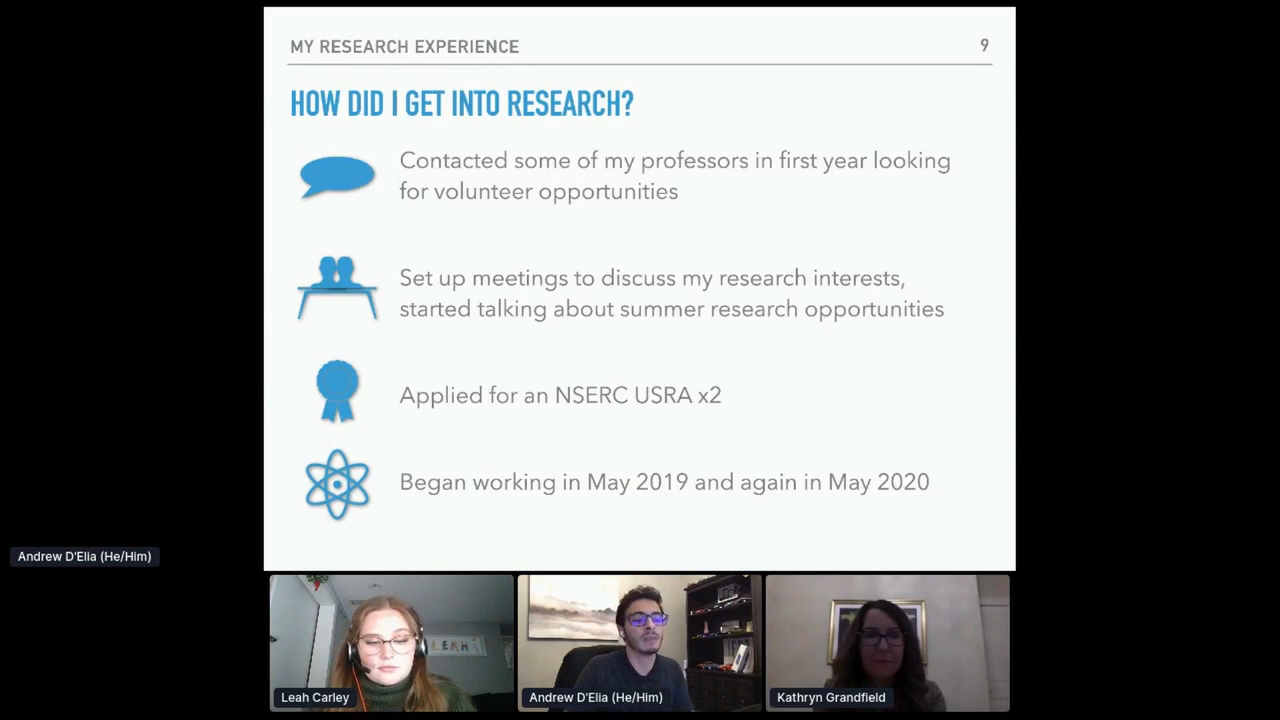 MY RESEARCH EXPERIENCE
9
HOW DID I GET INTO RESEARCH?
Contacted some of my professors in first year looking
for volunteer opportunities
Set up meetings to discuss my research interests,
started talking about summer research opportunities
Applied for an NSERC USRA x2
Began working in May 2019 and again in May 2020
Andrew D'Elia (He/Him)
LEAH
Leah Carley
Andrew D'Elia (He/Him)
Kathryn Grandfield